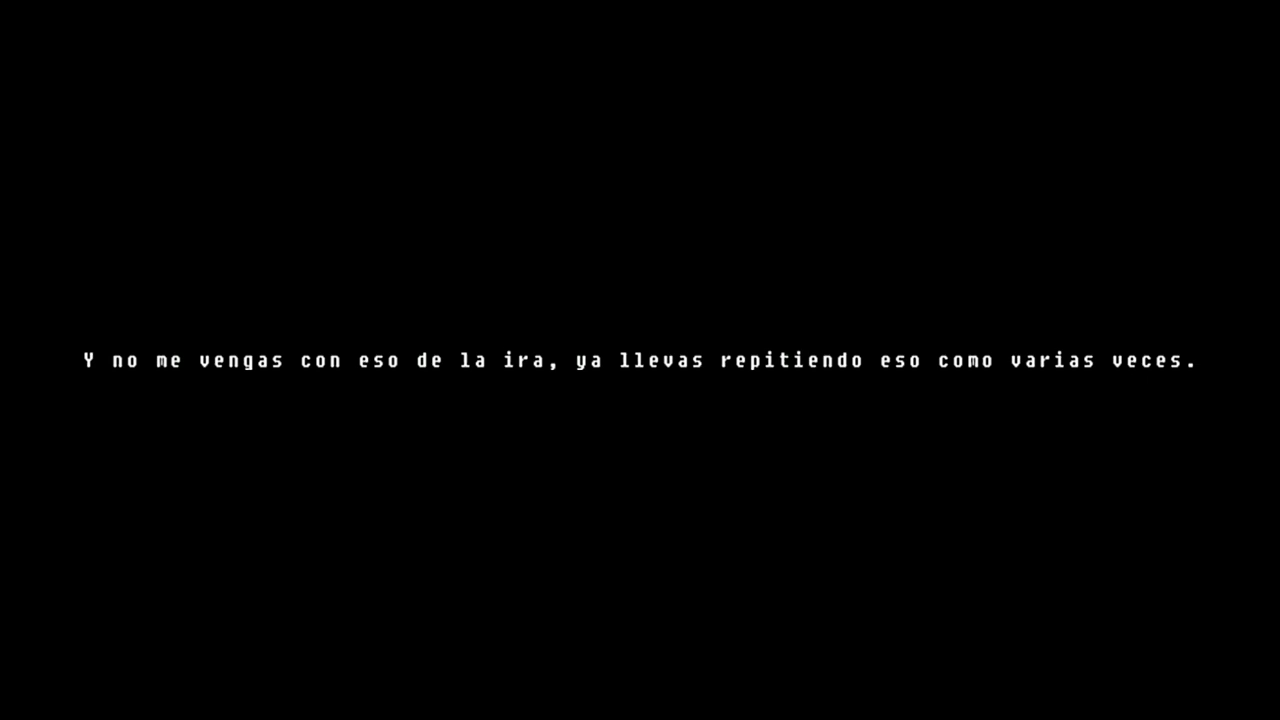 Y no me vengas con eso de la ira, ya llevas repitiendo eso como varias veces.